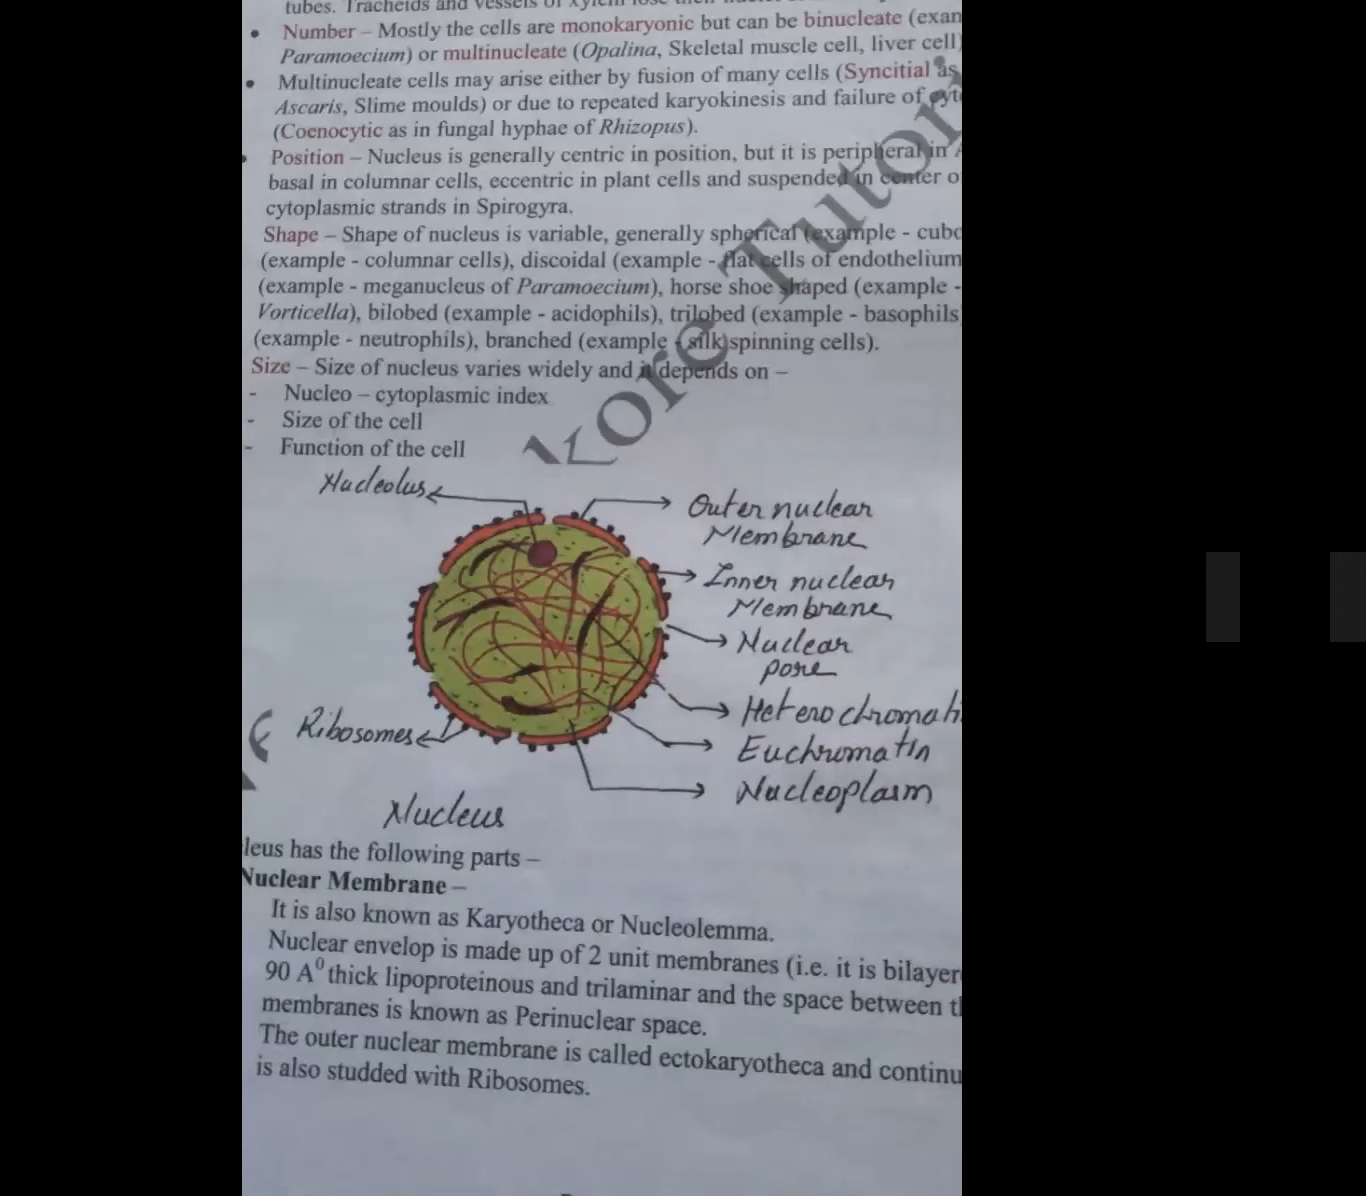 tubes. Tracheids and vessels of xylem lose their
• Number – Mostly the cells are monokaryonic but can be binucleate (exam
Paramoecium) or multinucleate (Opalina, Skeletal muscle cell, liver cell)
• Multinucleate cells may arise either by fusion of many cells (Syncitial as
Ascaris, Slime moulds) or due to repeated karyokinesis and failure of cyt
(Coenocytic as in fungal hyphae of Rhizopus).
• Position – Nucleus is generally centric in position, but it is peripheral in
basal in columnar cells, eccentric in plant cells and suspended in center o
cytoplasmic strands in Spirogyra.
Shape – Shape of nucleus is variable, generally spherical (example - cubo
(example - columnar cells), discoidal (example - flat cells of endothelium
(example - meganucleus of Paramoecium), horse shoe shaped (example -
Vorticella), bilobed (example - acidophils), trilobed (example - basophils)
(example - neutrophils), branched (example - silk spinning cells).
Size – Size of nucleus varies widely and it depends on –
- Nucleo – cytoplasmic index
- Size of the cell
- Function of the cell
kore Tutor
Nucleolus
Outer nuclear
Membrane
Inner nuclear
Membrane
Nuclear
pore
Heterochromati
Ribosomes
Euchromatin
Nucleoplasm
Nucleus
leus has the following parts –
Nuclear Membrane –
It is also known as Karyotheca or Nucleolemma.
Nuclear envelop is made up of 2 unit membranes (i.e. it is bilayer
90 A⁰ thick lipoproteinous and trilaminar and the space between th
membranes is known as Perinuclear space.
The outer nuclear membrane is called ectokaryotheca and continu
is also studded with Ribosomes.